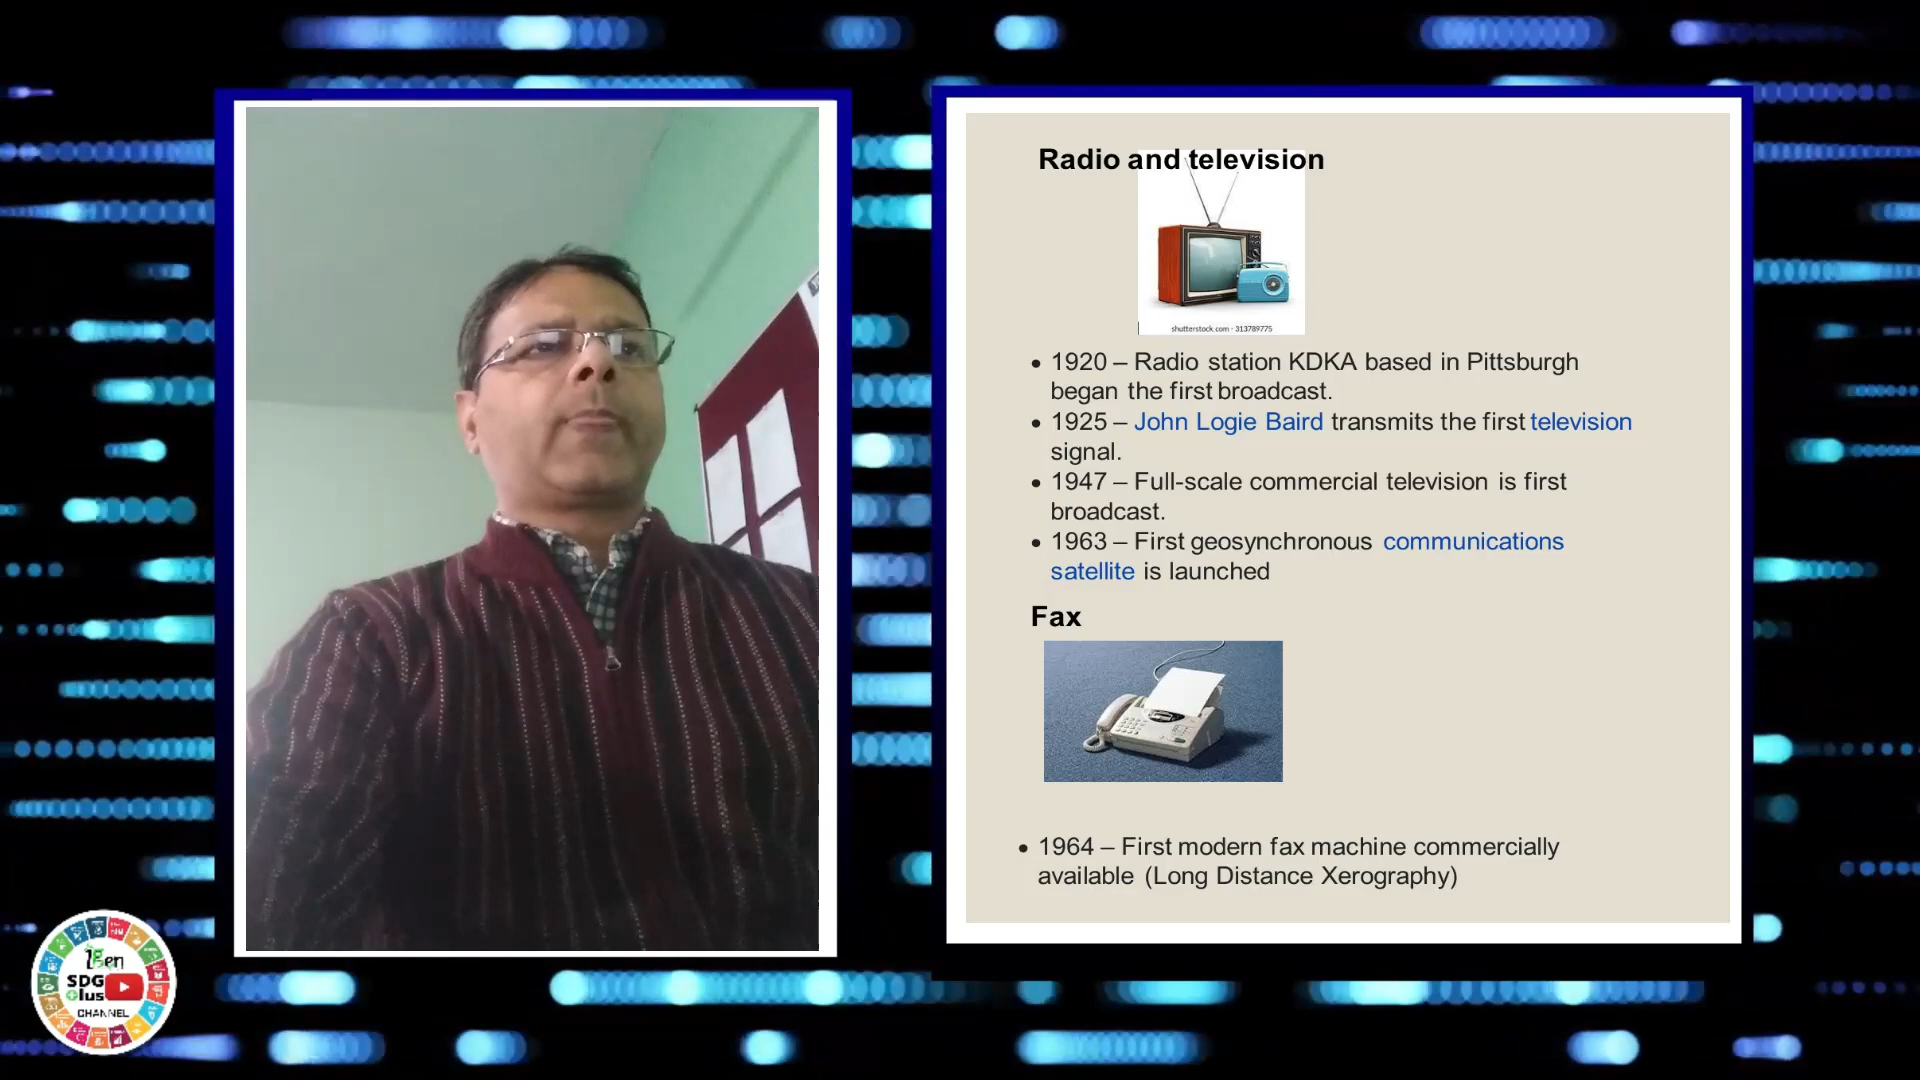 Radio and television
shutterstock.com · 313789775
• 1920 – Radio station KDKA based in Pittsburgh
began the first broadcast.
• 1925 – John Logie Baird transmits the first television
signal.
• 1947 – Full-scale commercial television is first
broadcast.
• 1963 – First geosynchronous communications
satellite is launched
Fax
• 1964 – First modern fax machine commercially
available (Long Distance Xerography)
SDG
CHANNEL